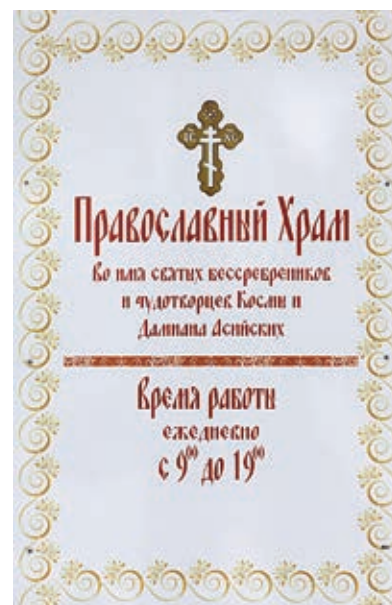 IC XC
Православный Храм
Во имя святых бессребреников
и чудотворцев Космы и
Дамиана Асийских
Время работы
ежедневно
с 9⁰⁰ до 19⁰⁰